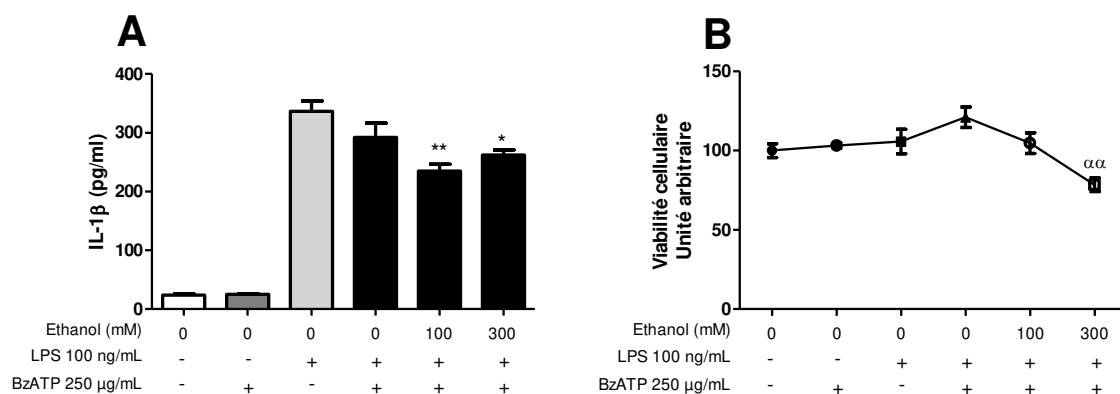 A
400
300
200
100
0
IL-1β (pg/ml)
** 
*
Ethanol (mM) 0 0 0 0 100 300
LPS 100 ng/mL - - + + + +
BzATP 250 µg/mL - + - + + +
B
150
100
50
0
Viabilité cellulaire
Unité arbitraire
αα
Ethanol (mM) 0 0 0 0 100 300
LPS 100 ng/mL - - + + + +
BzATP 250 µg/mL - + - + + +